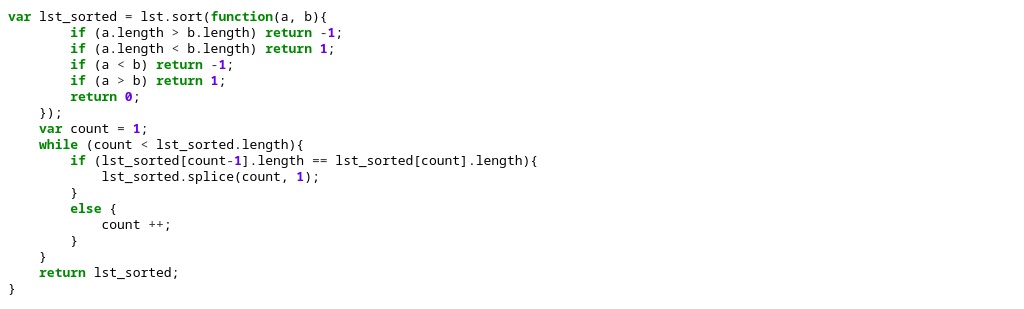 var lst_sorted = lst.sort(function(a, b){
        if (a.length > b.length) return -1;
        if (a.length < b.length) return 1;
        if (a < b) return -1;
        if (a > b) return 1;
        return 0;
    });
    var count = 1;
    while (count < lst_sorted.length){
        if (lst_sorted[count-1].length == lst_sorted[count].length){
            lst_sorted.splice(count, 1);
        }
        else {
            count ++;
        }
    }
    return lst_sorted;
}